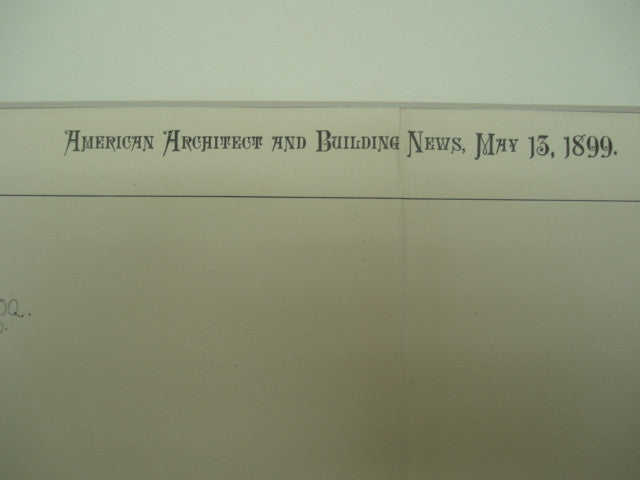 American Architect and Building News, May 13, 1899.